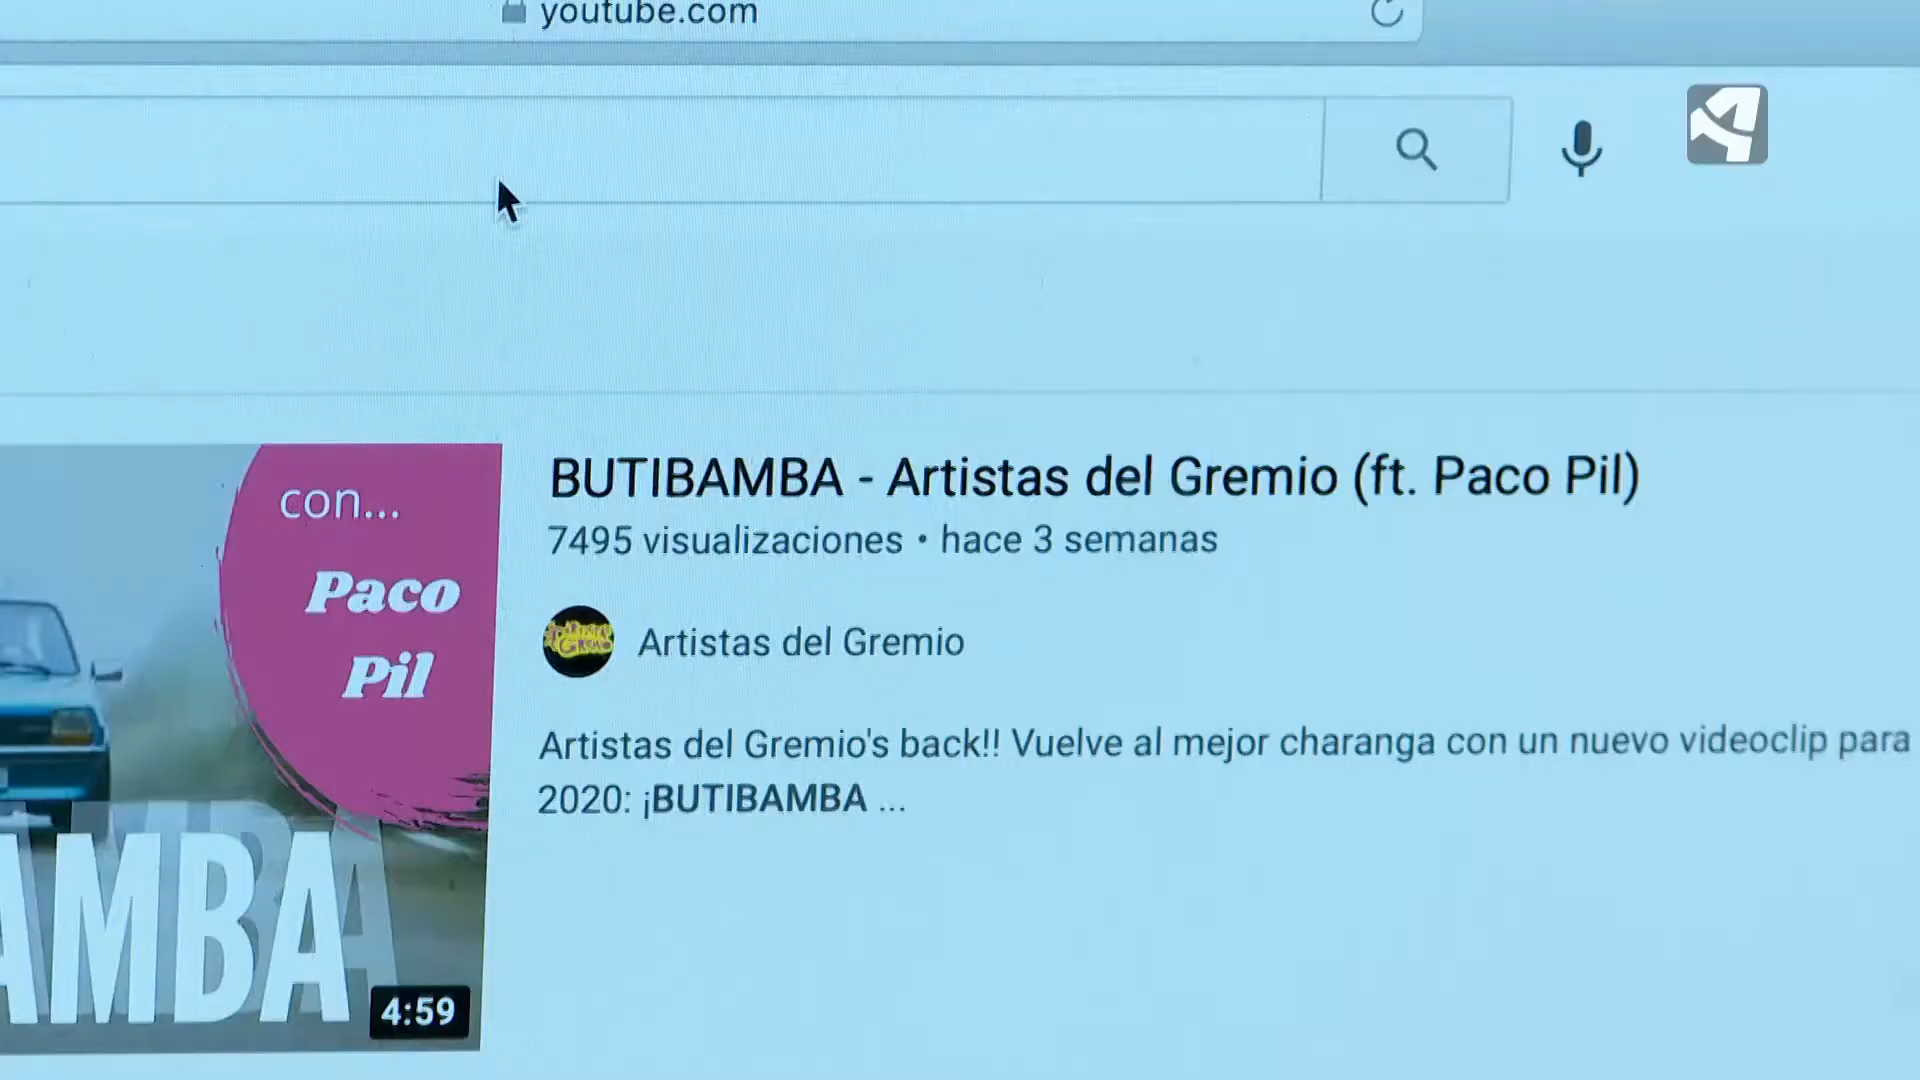 youtube.com
con...
Paco
Pil
AMBA
4:59
BUTIBAMBA - Artistas del Gremio (ft. Paco Pil)
7495 visualizaciones • hace 3 semanas
Artistas del Gremio
Artistas del Gremio's back!! Vuelve al mejor charanga con un nuevo videoclip para
2020: ¡BUTIBAMBA ...